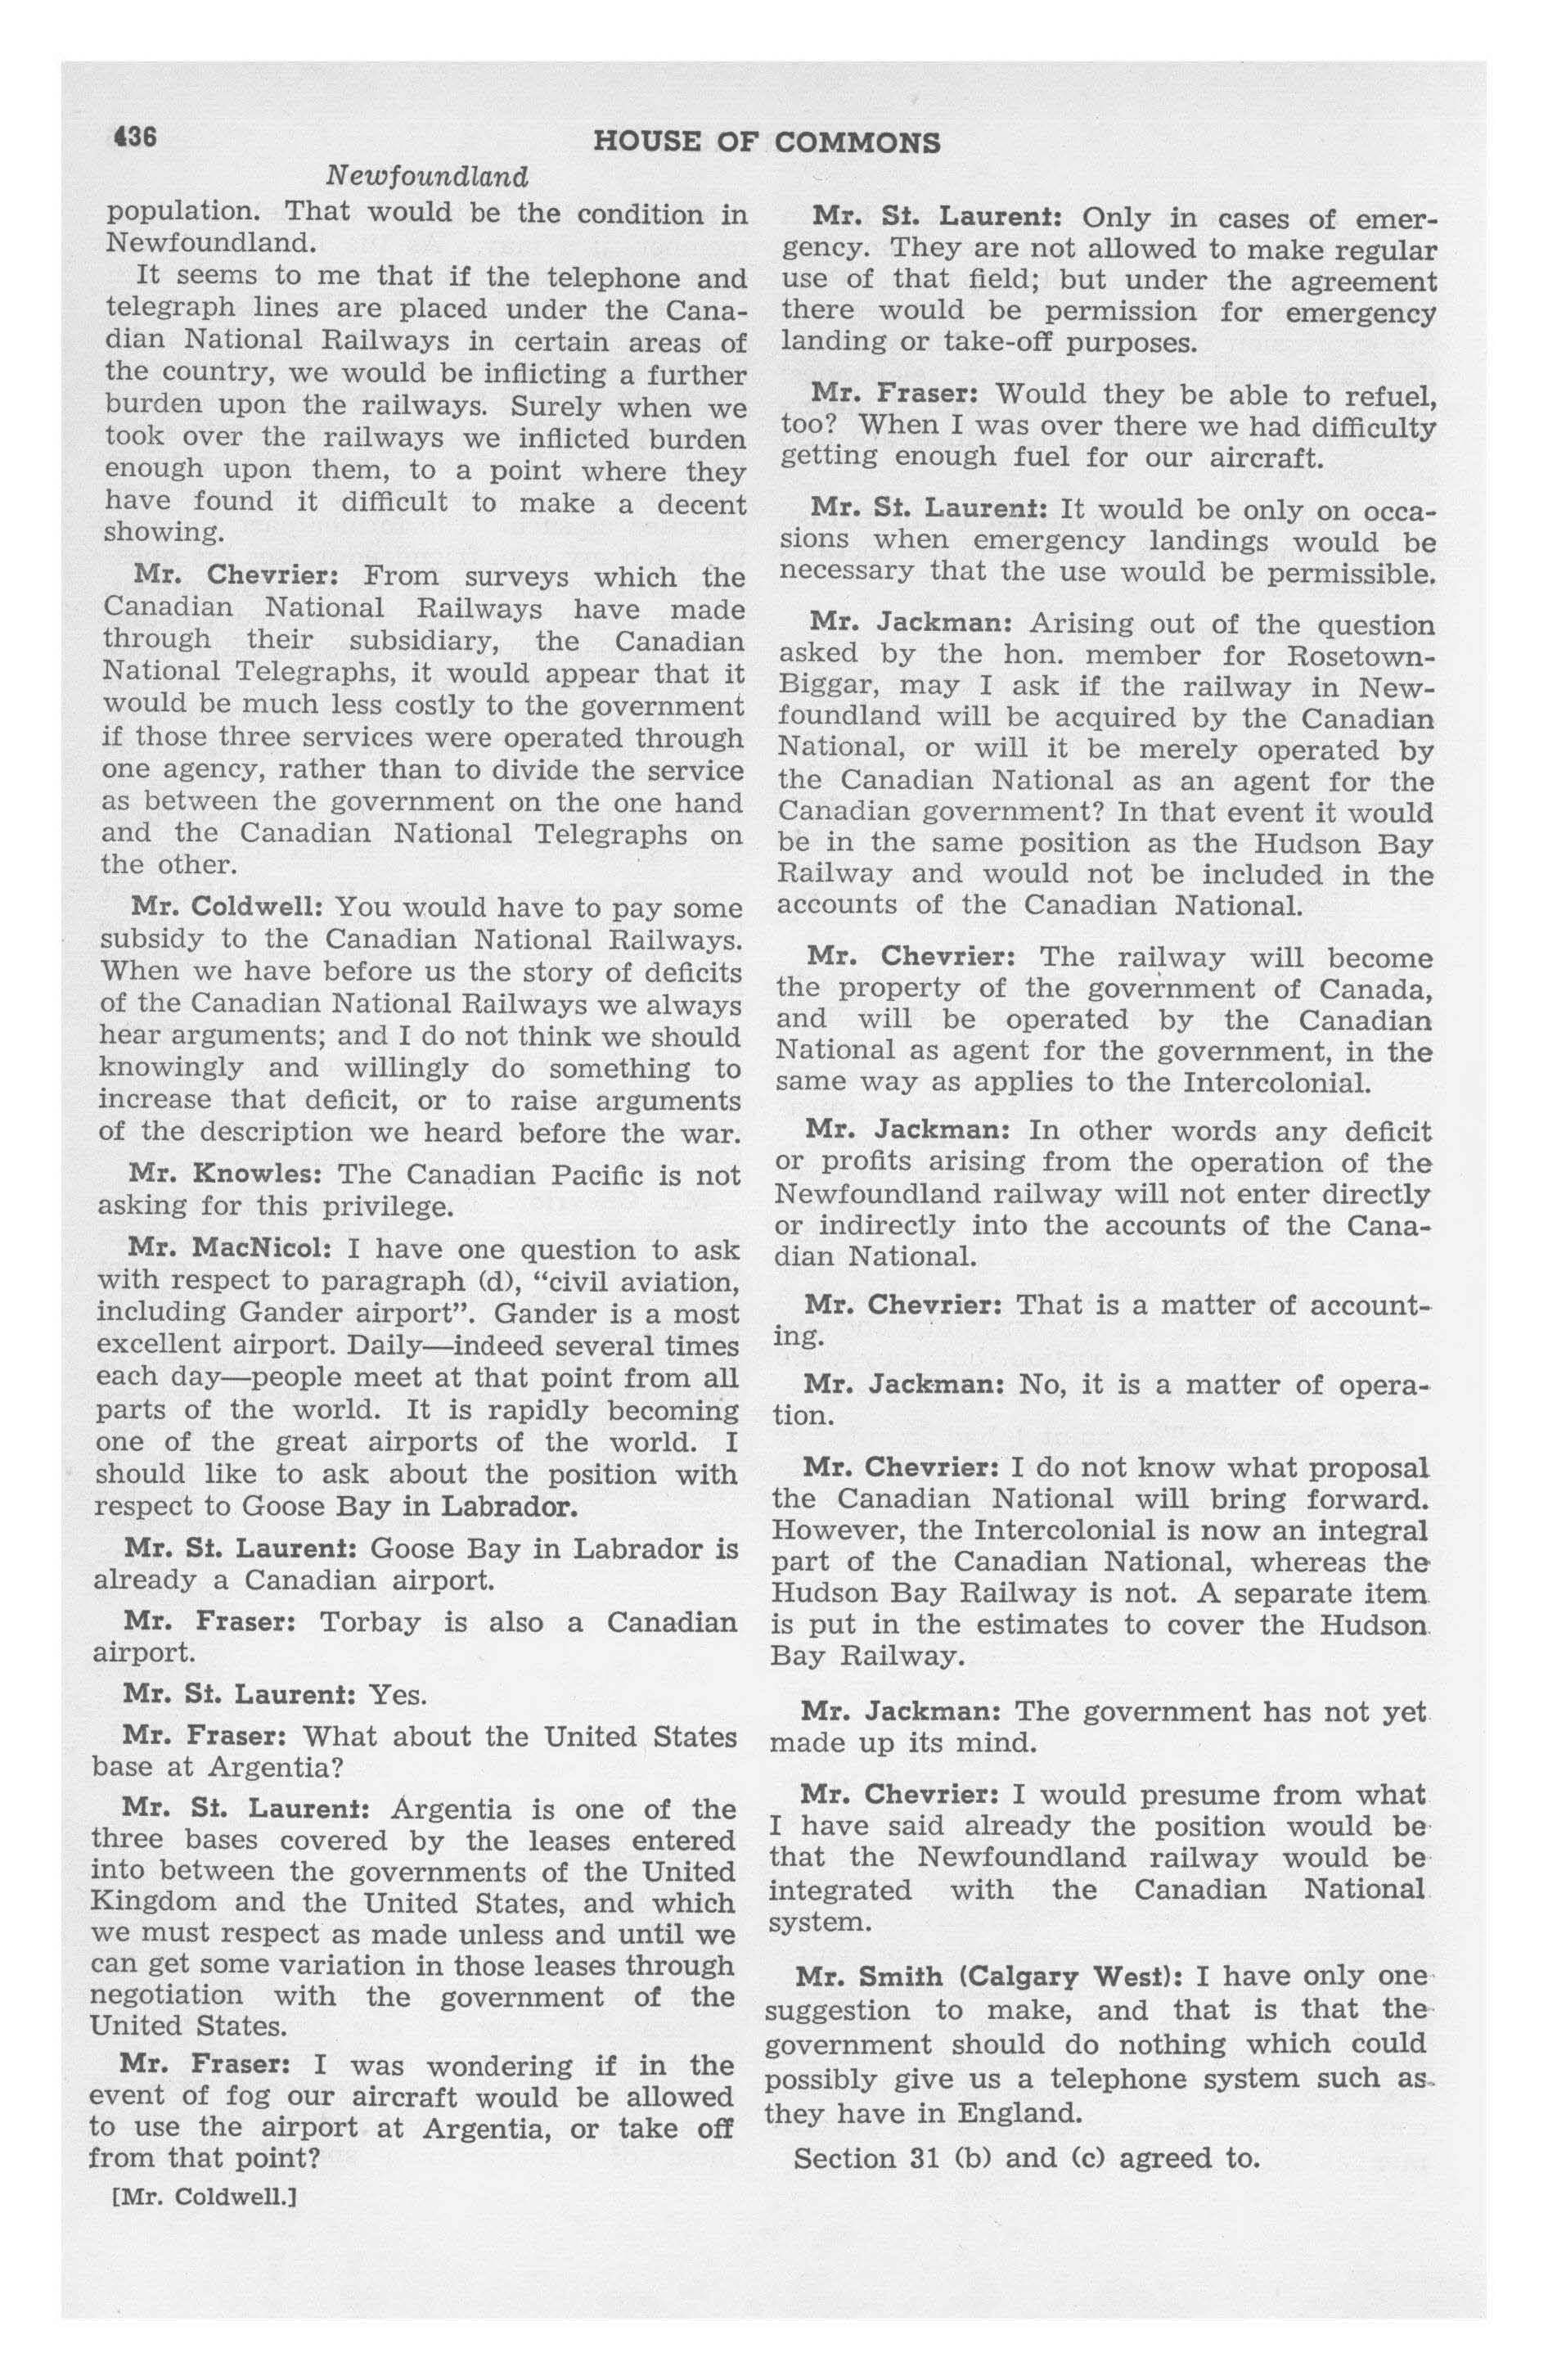 436
HOUSE OF COMMONS
Newfoundland
population. That would be the condition in
Newfoundland.
It seems to me that if the telephone and
telegraph lines are placed under the Cana-
dian National Railways in certain areas of
the country, we would be inflicting a further
burden upon the railways. Surely when we
took over the railways we inflicted burden
enough upon them, to a point where they
have found it difficult to make a decent
showing.
Mr. Chevrier: From surveys which the
Canadian National Railways have made
through their subsidiary, the Canadian
National Telegraphs, it would appear that it
would be much less costly to the government
if those three services were operated through
one agency, rather than to divide the service
as between the government on the one hand
and the Canadian National Telegraphs on
the other.
Mr. Coldwell: You would have to pay some
subsidy to the Canadian National Railways.
When we have before us the story of deficits
of the Canadian National Railways we always
hear arguments; and I do not think we should
knowingly and willingly do something to
increase that deficit, or to raise arguments
of the description we heard before the war.
Mr. Knowles: The Canadian Pacific is not
asking for this privilege.
Mr. MacNicol: I have one question to ask
with respect to paragraph (d), “civil aviation,
including Gander airport”. Gander is a most
excellent airport. Daily—indeed several times
each day—people meet at that point from all
parts of the world. It is rapidly becoming
one of the great airports of the world. I
should like to ask about the position with
respect to Goose Bay in Labrador.
Mr. St. Laurent: Goose Bay in Labrador is
already a Canadian airport.
Mr. Fraser: Torbay is also a Canadian
airport.
Mr. St. Laurent: Yes.
Mr. Fraser: What about the United States
base at Argentia?
Mr. St. Laurent: Argentia is one of the
three bases covered by the leases entered
into between the governments of the United
Kingdom and the United States, and which
we must respect as made unless and until we
can get some variation in those leases through
negotiation with the government of the
United States.
Mr. Fraser: I was wondering if in the
event of fog our aircraft would be allowed
to use the airport at Argentia, or take off
from that point?
[Mr. Coldwell.]
Mr. St. Laurent: Only in cases of emer-
gency. They are not allowed to make regular
use of that field; but under the agreement
there would be permission for emergency
landing or take-off purposes.
Mr. Fraser: Would they be able to refuel,
too? When I was over there we had difficulty
getting enough fuel for our aircraft.
Mr. St. Laurent: It would be only on occa-
sions when emergency landings would be
necessary that the use would be permissible.
Mr. Jackman: Arising out of the question
asked by the hon. member for Rosetown-
Biggar, may I ask if the railway in New-
foundland will be acquired by the Canadian
National, or will it be merely operated by
the Canadian National as an agent for the
Canadian government? In that event it would
be in the same position as the Hudson Bay
Railway and would not be included in the
accounts of the Canadian National.
Mr. Chevrier: The railway will become
the property of the government of Canada,
and will be operated by the Canadian
National as agent for the government, in the
same way as applies to the Intercolonial.
Mr. Jackman: In other words any deficit
or profits arising from the operation of the
Newfoundland railway will not enter directly
or indirectly into the accounts of the Cana-
dian National.
Mr. Chevrier: That is a matter of account-
ing.
Mr. Jackman: No, it is a matter of opera-
tion.
Mr. Chevrier: I do not know what proposal
the Canadian National will bring forward.
However, the Intercolonial is now an integral
part of the Canadian National, whereas the
Hudson Bay Railway is not. A separate item
is put in the estimates to cover the Hudson
Bay Railway.
Mr. Jackman: The government has not yet
made up its mind.
Mr. Chevrier: I would presume from what
I have said already the position would be
that the Newfoundland railway would be
integrated with the Canadian National
system.
Mr. Smith (Calgary West): I have only one
suggestion to make, and that is that the
government should do nothing which could
possibly give us a telephone system such as
they have in England.
Section 31 (b) and (c) agreed to.